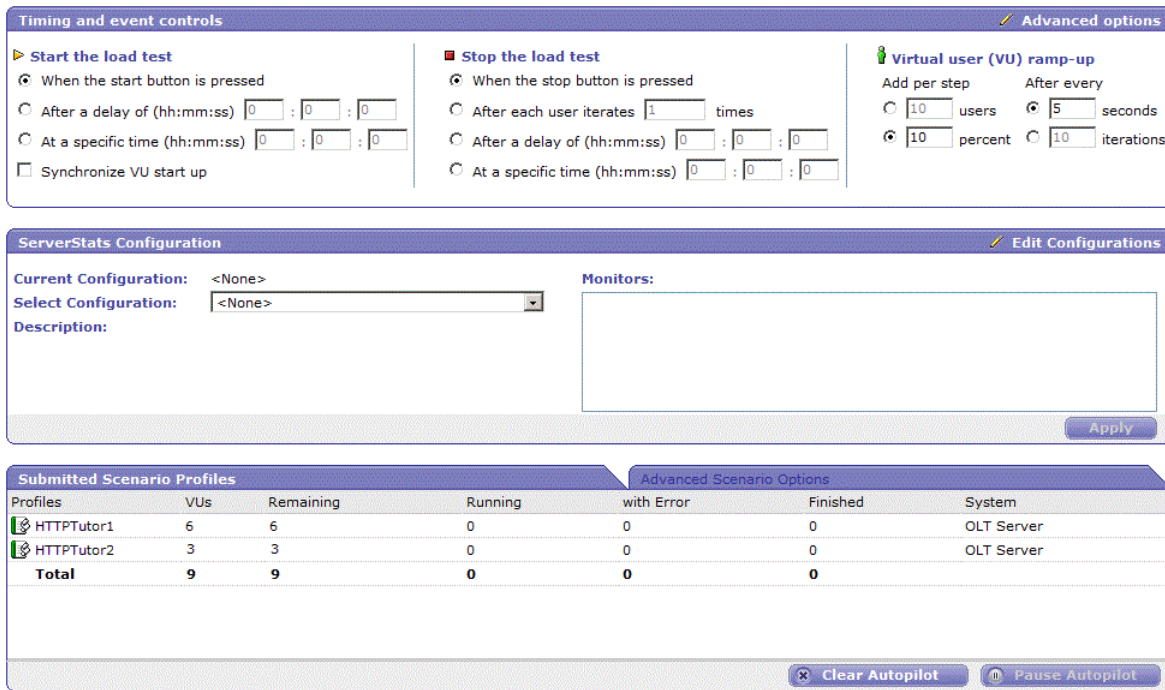 Timing and event controls
Advanced options
Start the load test
When the start button is pressed
After a delay of (hh:mm:ss) 0 : 0 : 0
At a specific time (hh:mm:ss) 0 : 0 : 0
Synchronize VU start up
Stop the load test
When the stop button is pressed
After each user iterates 1 times
After a delay of (hh:mm:ss) 0 : 0 : 0
At a specific time (hh:mm:ss) 0 : 0 : 0
Virtual user (VU) ramp-up
Add per step After every
10 users 5 seconds
10 percent 10 iterations
ServerStats Configuration
Edit Configurations
Current Configuration: <None>
Select Configuration: <None>
Description:
Monitors:
Apply
Submitted Scenario Profiles
Advanced Scenario Options
Profiles VUs Remaining Running with Error Finished System
HTTPTutor1 6 6 0 0 0 OLT Server
HTTPTutor2 3 3 0 0 0 OLT Server
Total 9 9 0 0 0
Clear Autopilot
Pause Autopilot